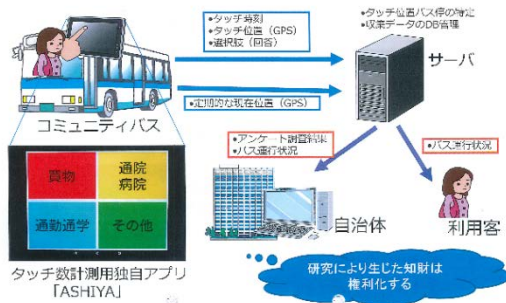 •タッチ時刻
•タッチ位置（GPS）
•選択肢（回答）
•タッチ位置バス停の特定
•収集データのDB管理
サーバ
•定期的な現在位置（GPS）
コミュニティバス
•アンケート調査結果
•バス運行状況
•バス運行状況
買物
通院
病院
通勤通学
その他
自治体
利用客
タッチ数計測用独自アプリ
「ASHIYA」
研究により生じた知財は
権利化する